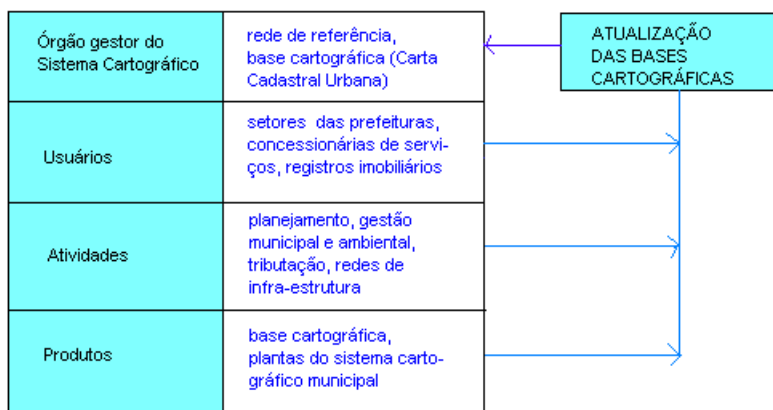 Órgão gestor do
Sistema Cartográfico
rede de referência,
base cartográfica (Carta
Cadastral Urbana)
ATUALIZAÇÃO
DAS BASES
CARTOGRÁFICAS
Usuários
setores das prefeituras,
concessionárias de servi-
ços, registros imobiliários
Atividades
planejamento, gestão
municipal e ambiental,
tributação, redes de
infra-estrutura
Produtos
base cartográfica,
plantas do sistema carto-
gráfico municipal